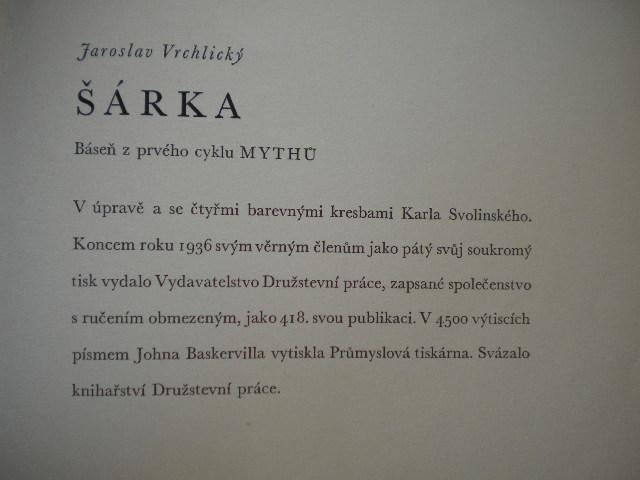 Jaroslav Vrchlický
ŠÁRKA
Báseň z prvého cyklu MYTHŮ
V úpravě a se čtyřmi barevnými kresbami Karla Svolinského.
Koncem roku 1936 svým věrným členům jako pátý svůj soukromý
tisk vydalo Vydavatelstvo Družstevní práce, zapsané společenstvo
s ručením obmezeným, jako 418. svou publikaci. V 4500 výtiscích
písmem Johna Baskervilla vytiskla Průmyslová tiskárna. Svázalo
knihařství Družstevní práce.